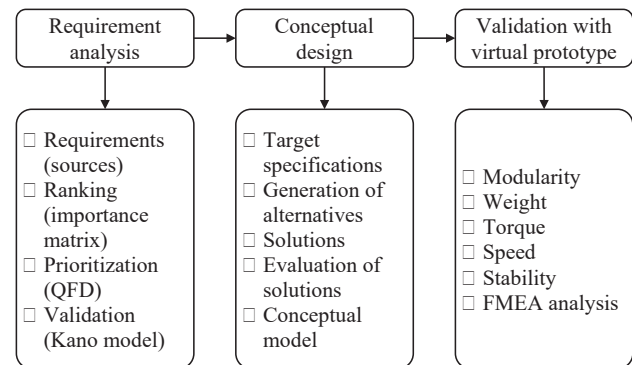 Requirement
analysis
Conceptual
design
Validation with
virtual prototype
□ Requirements
(sources)
□ Ranking
(importance
matrix)
□ Prioritization
(QFD)
□ Validation
(Kano model)
□ Target
specifications
□ Generation of
alternatives
□ Solutions
□ Evaluation of
solutions
□ Conceptual
model
□ Modularity
□ Weight
□ Torque
□ Speed
□ Stability
□ FMEA analysis